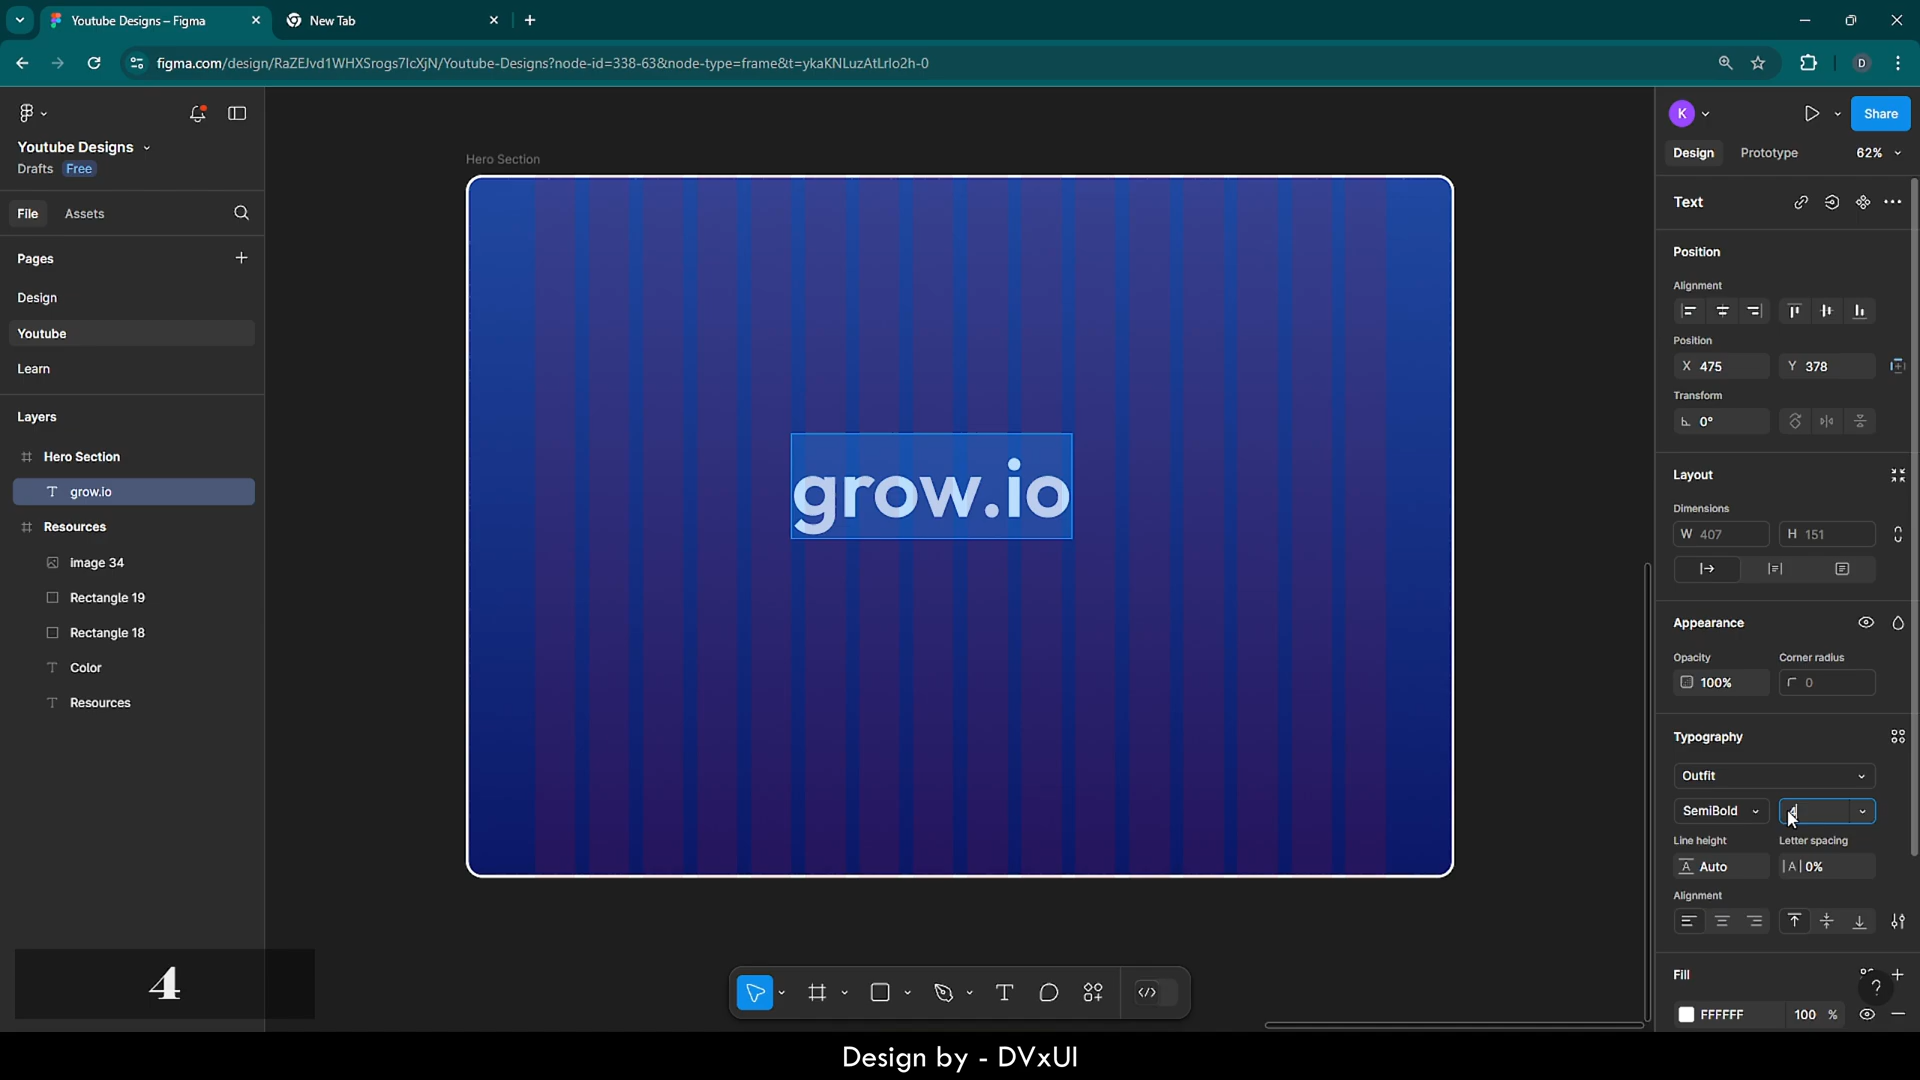 Youtube Designs – Figma
New Tab
figma.com/design/RaZEJvd1WHXSrogs7IcXjN/Youtube-Designs?node-id=338-63&node-type=frame&t=ykaKNLuzAtLrlo2h-0
D
Youtube Designs
Drafts Free
File Assets
Pages
Design
Youtube
Learn
Layers
Hero Section
grow.io
Resources
image 34
Rectangle 19
Rectangle 18
Color
Resources
4
Hero Section
grow.io
K
Share
Design Prototype 62%
Text
Position
Alignment
Position
X 475 Y 378
Transform
0°
Layout
Dimensions
W 407 H 151
Appearance
Opacity Corner radius
100% 0
Typography
Outfit
SemiBold 4
Line height Letter spacing
Auto |A| 0%
Alignment
Fill
?
FFFFFF 100 %
Design by - DVxUI